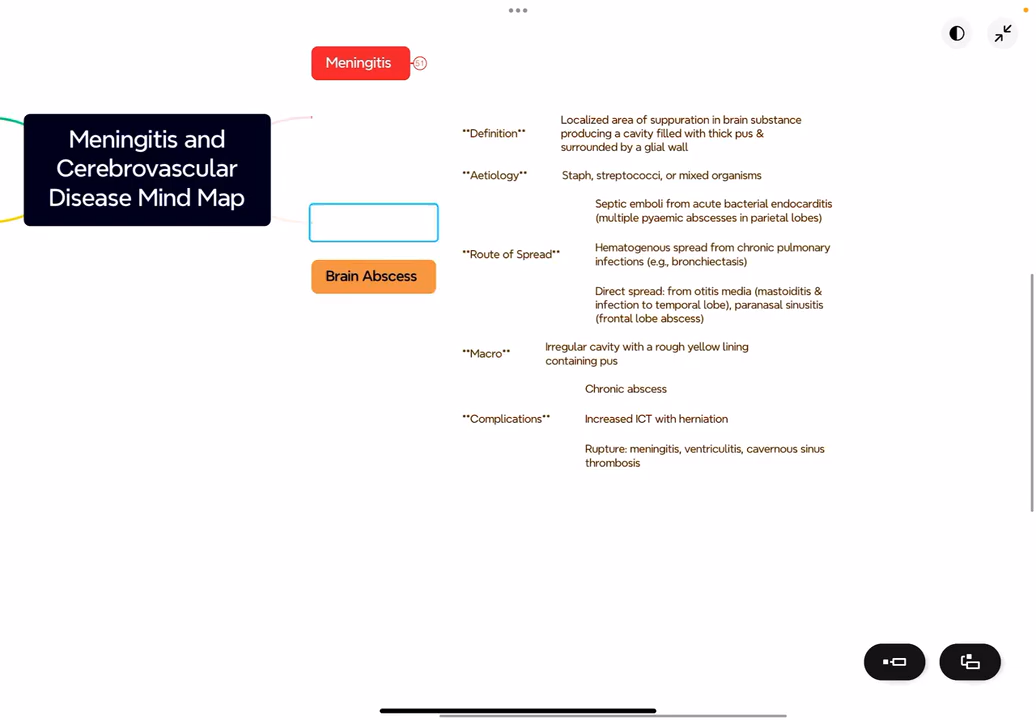 Meningitis
51
Meningitis and
Cerebrovascular
Disease Mind Map
Brain Abscess
**Definition**
Localized area of suppuration in brain substance
producing a cavity filled with thick pus &
surrounded by a glial wall
**Aetiology**
Staph, streptococci, or mixed organisms
**Route of Spread**
Septic emboli from acute bacterial endocarditis
(multiple pyaemic abscesses in parietal lobes)
Hematogenous spread from chronic pulmonary
infections (e.g., bronchiectasis)
Direct spread: from otitis media (mastoiditis &
infection to temporal lobe), paranasal sinusitis
(frontal lobe abscess)
**Macro**
Irregular cavity with a rough yellow lining
containing pus
**Complications**
Chronic abscess
Increased ICT with herniation
Rupture: meningitis, ventriculitis, cavernous sinus
thrombosis